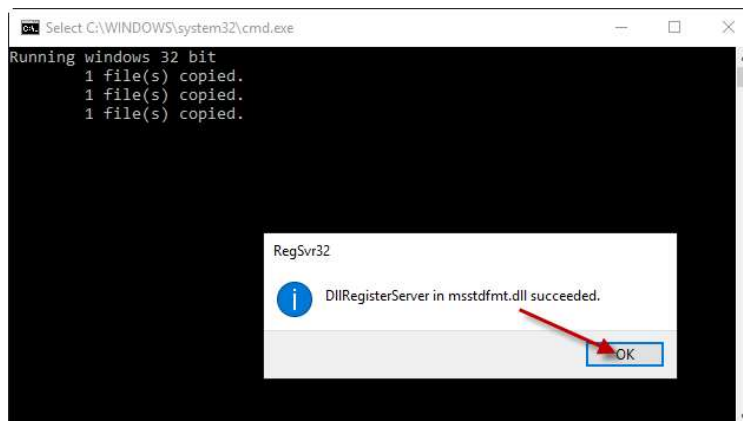 Select C:\WINDOWS\system32\cmd.exe
Running windows 32 bit
1 file(s) copied.
1 file(s) copied.
1 file(s) copied.
RegSvr32
DllRegisterServer in msstdfmt.dll succeeded.
OK